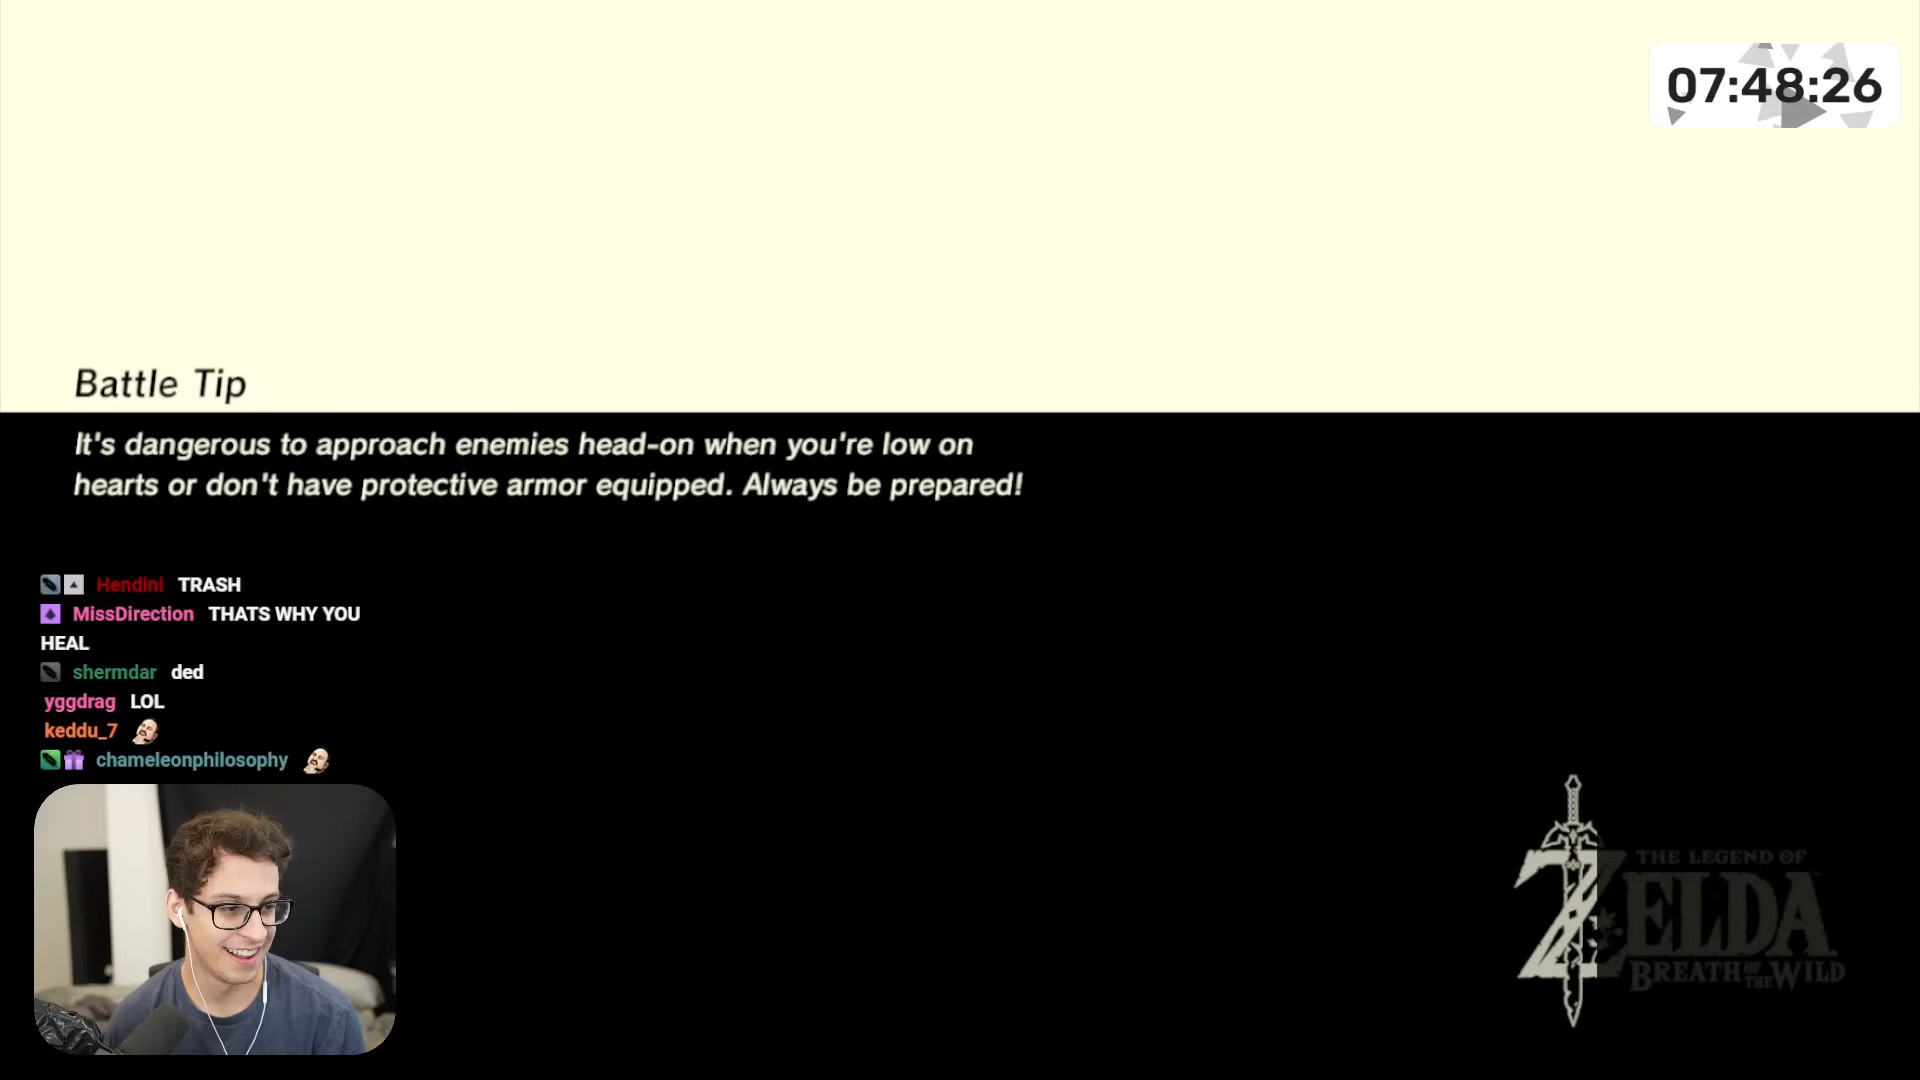 07:48:26
Battle Tip
It's dangerous to approach enemies head-on when you're low on
hearts or don't have protective armor equipped. Always be prepared!
Hendini TRASH
MissDirection THATS WHY YOU
HEAL
shermdar ded
yggdrag LOL
keddu_7
chameleonphilosophy
THE LEGEND OF
ZELDA
BREATH OF THE WILD